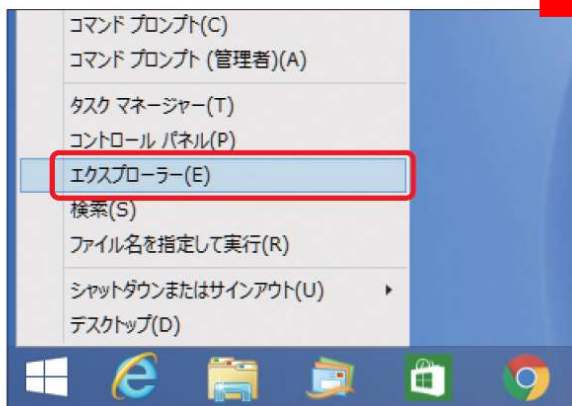 コマンド プロンプト(C)
コマンド プロンプト (管理者)(A)
タスク マネージャー(T)
コントロール パネル(P)
エクスプローラー(E)
検索(S)
ファイル名を指定して実行(R)
シャットダウンまたはサインアウト(U)
デスクトップ(D)